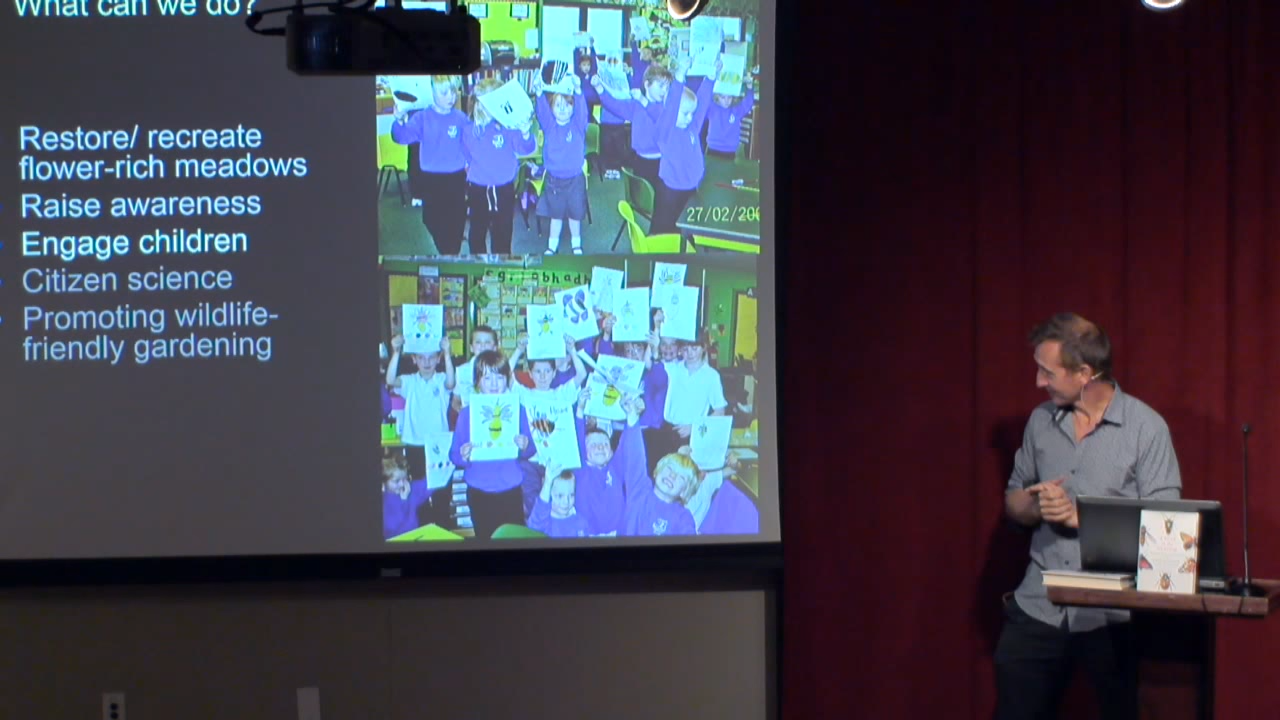 What can we do?
Restore/ recreate
flower-rich meadows
Raise awareness
Engage children
Citizen science
Promoting wildlife-
friendly gardening
27/02/200